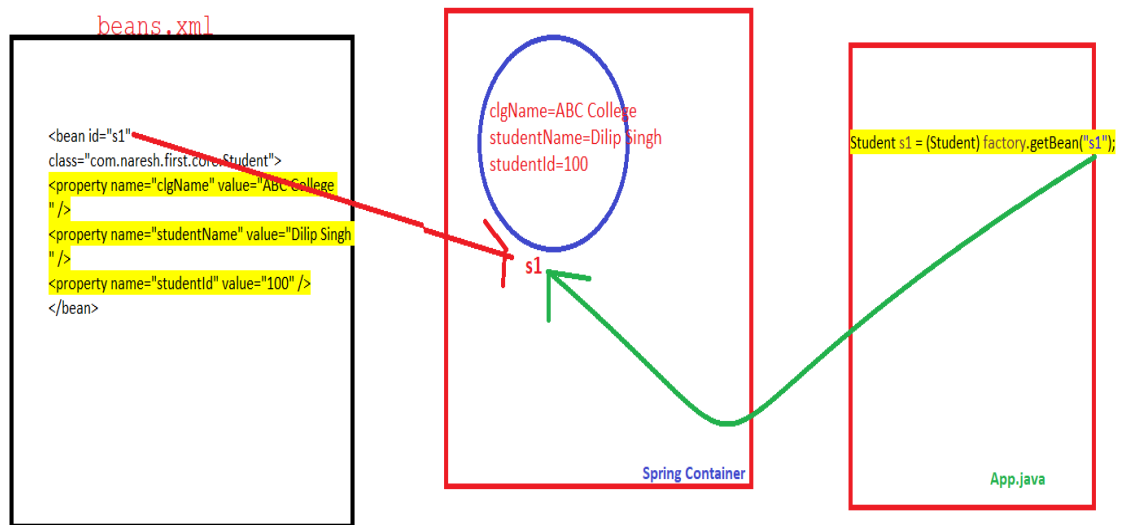 beans.xml
<bean id="s1"
class="com.naresh.first.core.Student">
<property name="clgName" value="ABC College
" />
<property name="studentName" value="Dilip Singh
" />
<property name="studentId" value="100" />
</bean>
clgName=ABC College
studentName=Dilip Singh
studentId=100
s1
Spring Container
Student s1 = (Student) factory.getBean("s1");
App.java